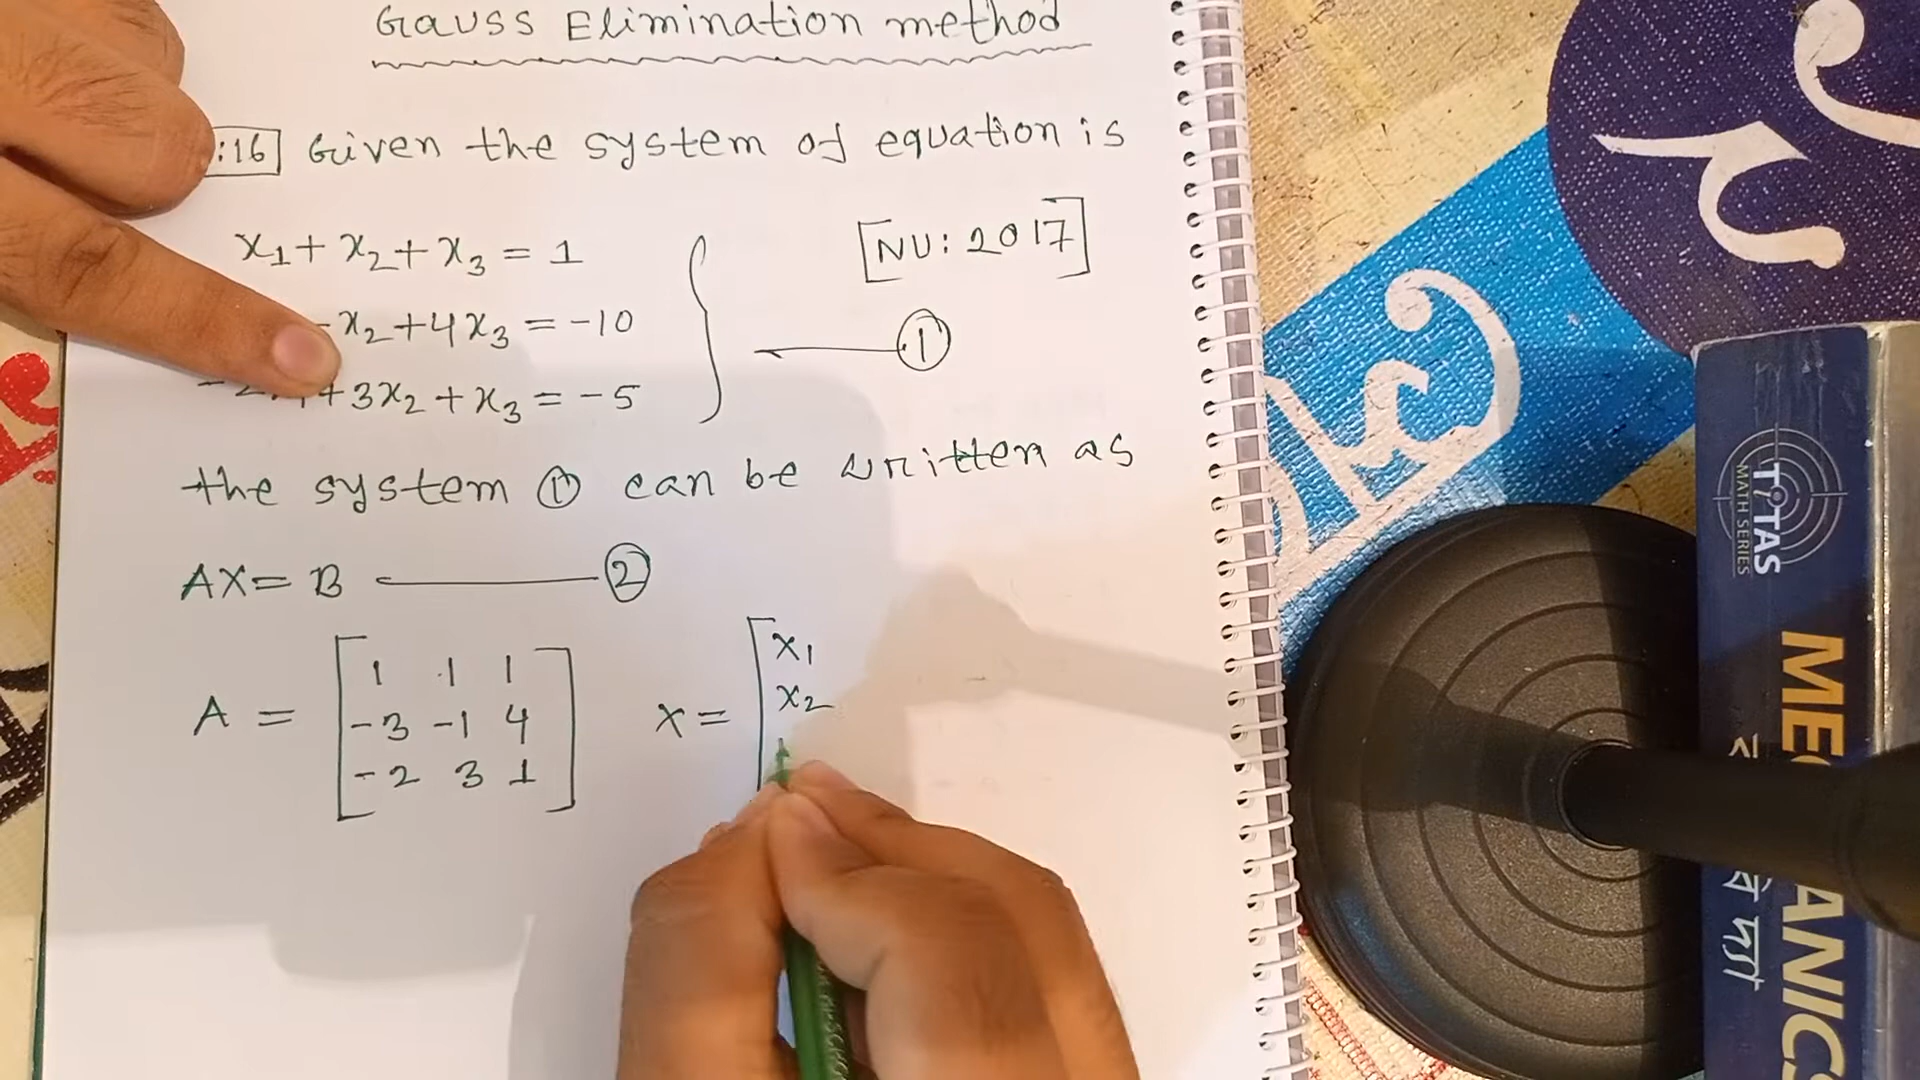 Gauss Elimination method
:16] Given the system of equation is
x₁ + x₂ + x₃ = 1
[NU: 2017]
-x₂ + 4x₃ = -10
①
+3x₂ + x₃ = -5
the system ① can be written as
AX = B ②
A = [1 1 1
-3 -1 4
-2 3 1]
X = [x₁
x₂
TITAS
MATH SERIES